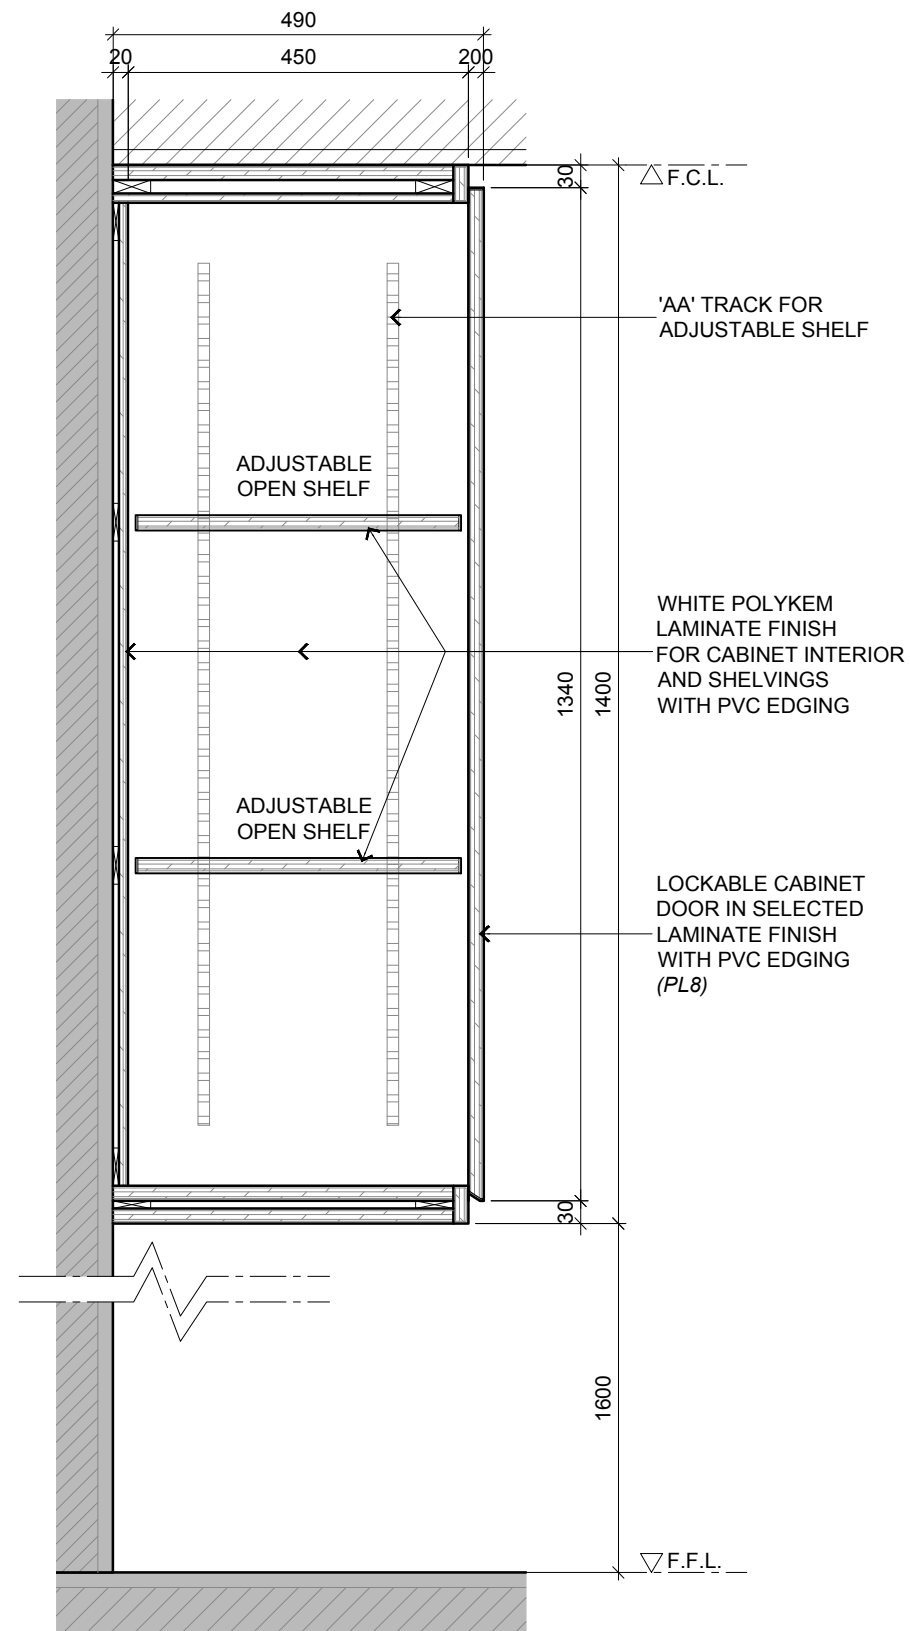 490
20 450 200
30
F.C.L.
'AA' TRACK FOR
ADJUSTABLE SHELF
ADJUSTABLE
OPEN SHELF
WHITE POLYKEM
LAMINATE FINISH
FOR CABINET INTERIOR
AND SHELVINGS
WITH PVC EDGING
1340
1400
ADJUSTABLE
OPEN SHELF
LOCKABLE CABINET
DOOR IN SELECTED
LAMINATE FINISH
WITH PVC EDGING
(PL8)
30
1600
F.F.L.